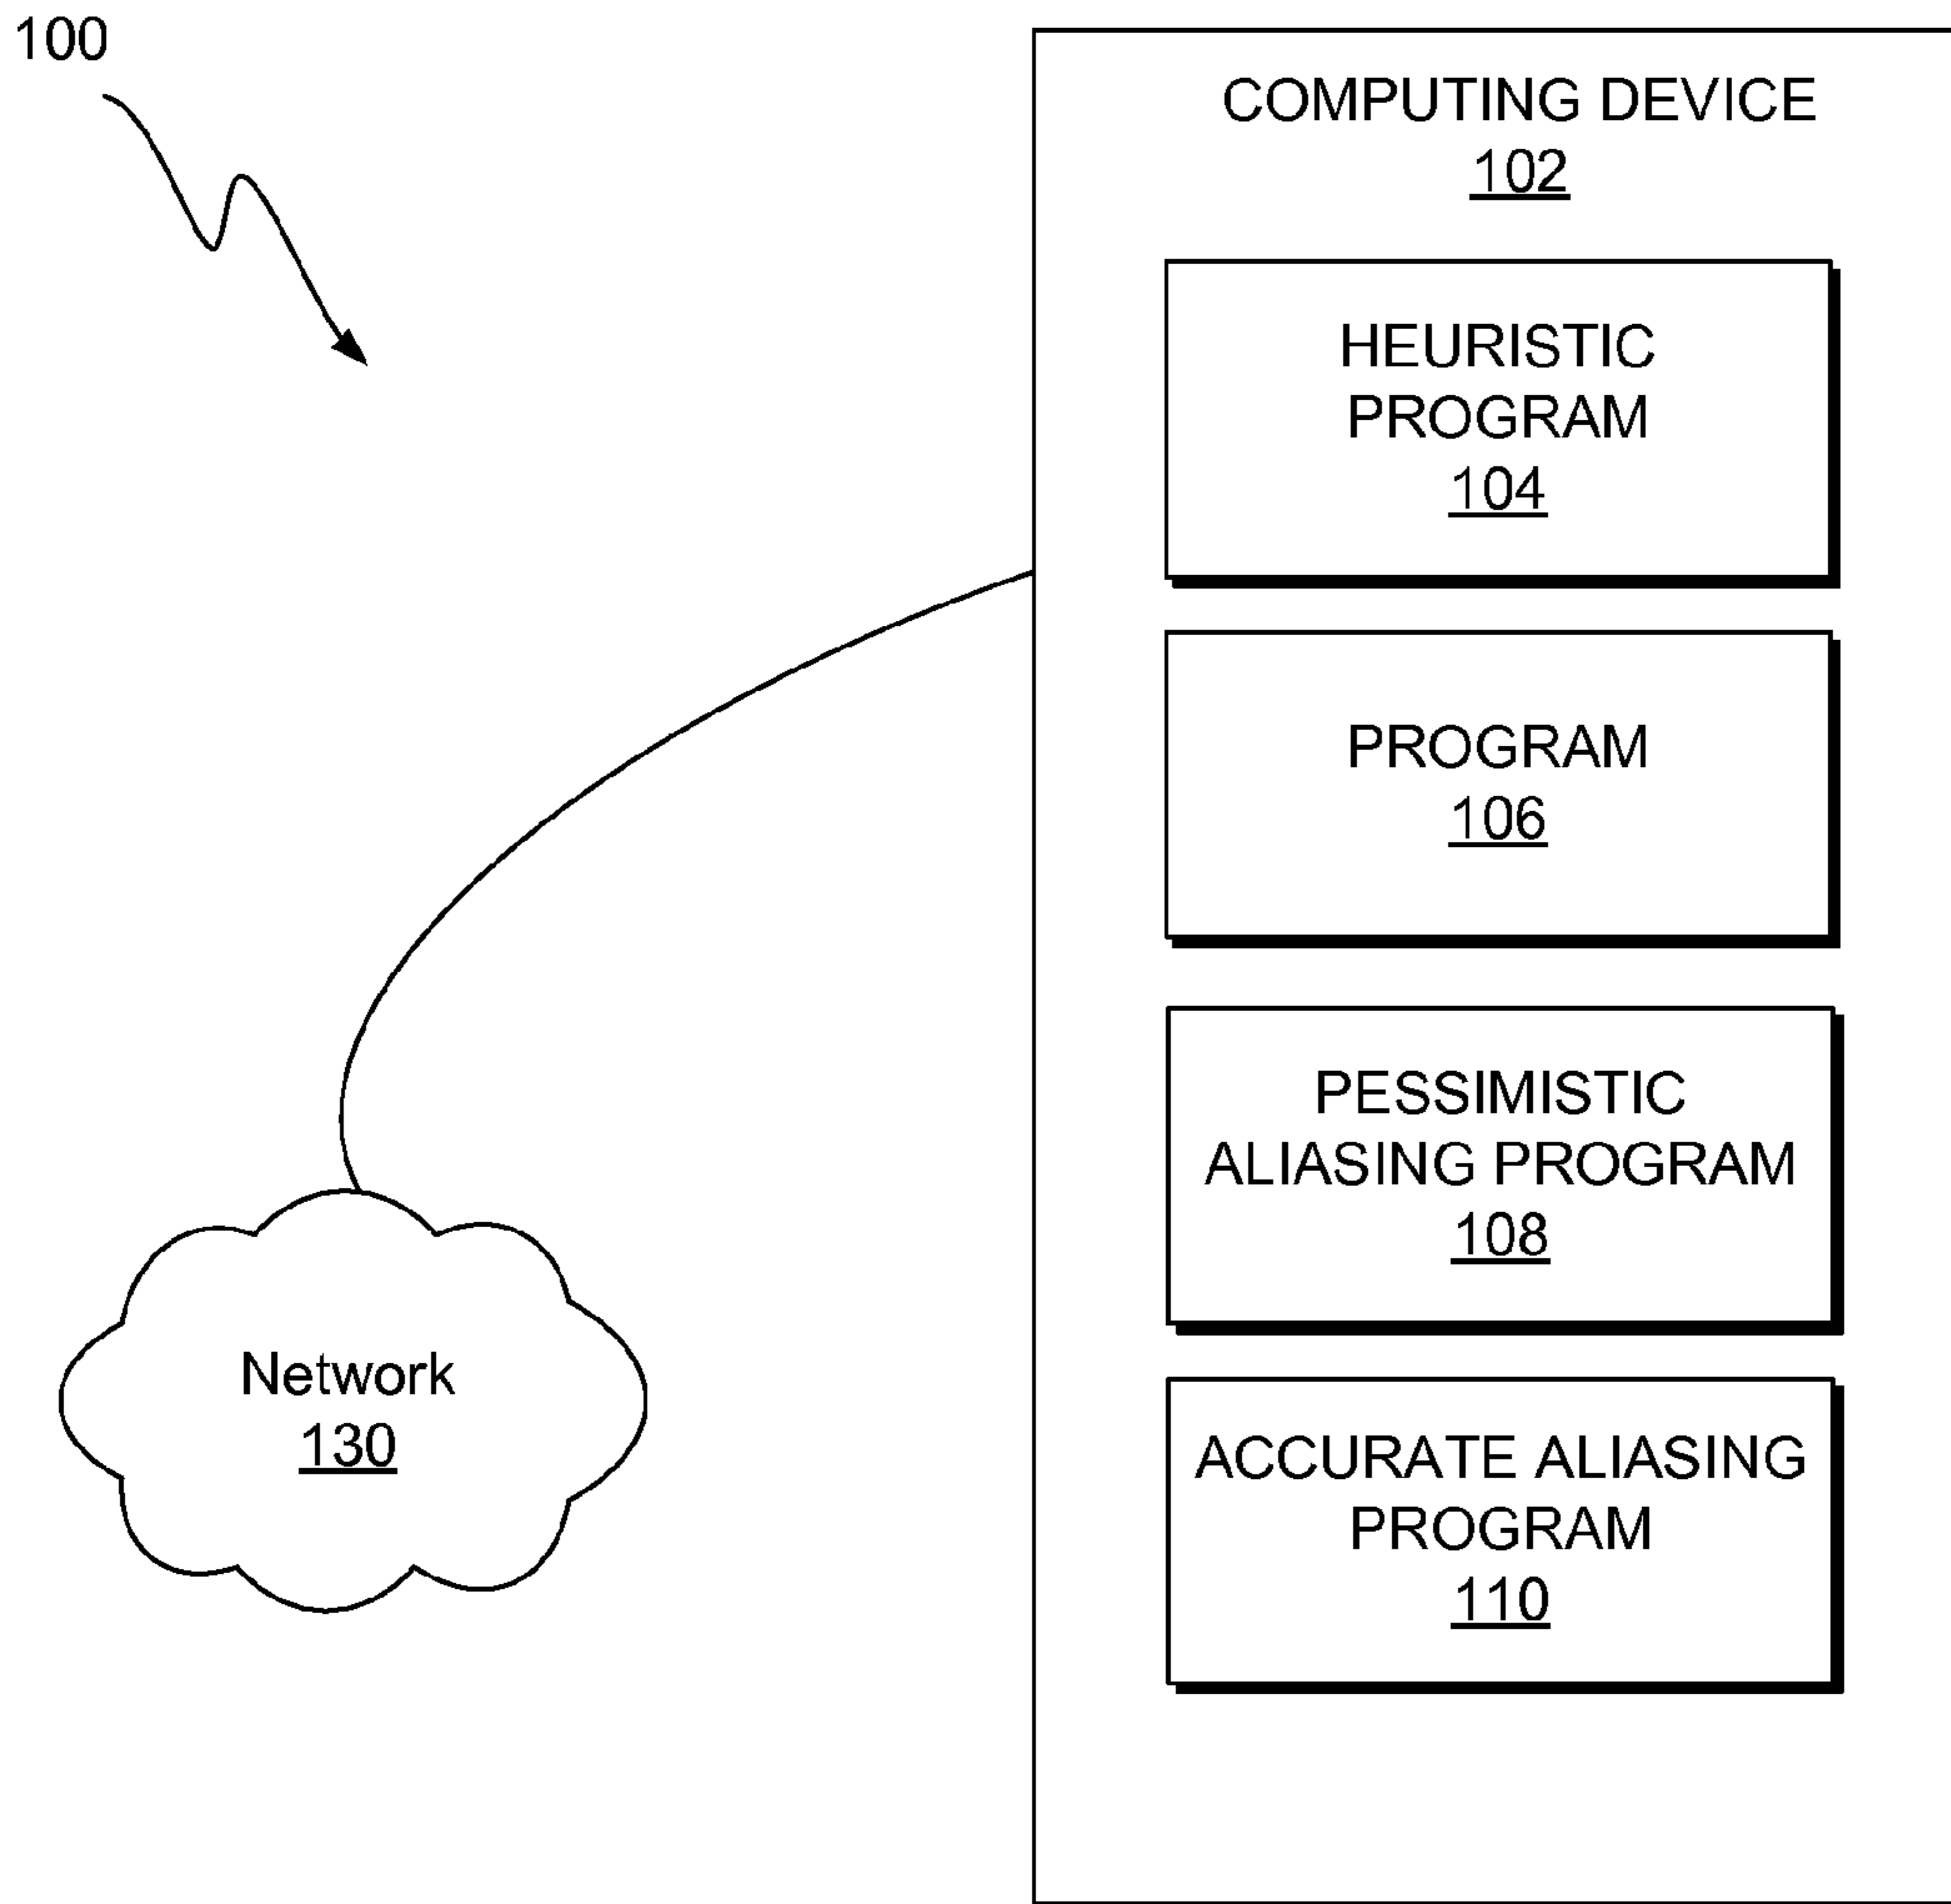 100
COMPUTING DEVICE
102
HEURISTIC
PROGRAM
104
PROGRAM
106
PESSIMISTIC
ALIASING PROGRAM
108
ACCURATE ALIASING
PROGRAM
110
Network
130